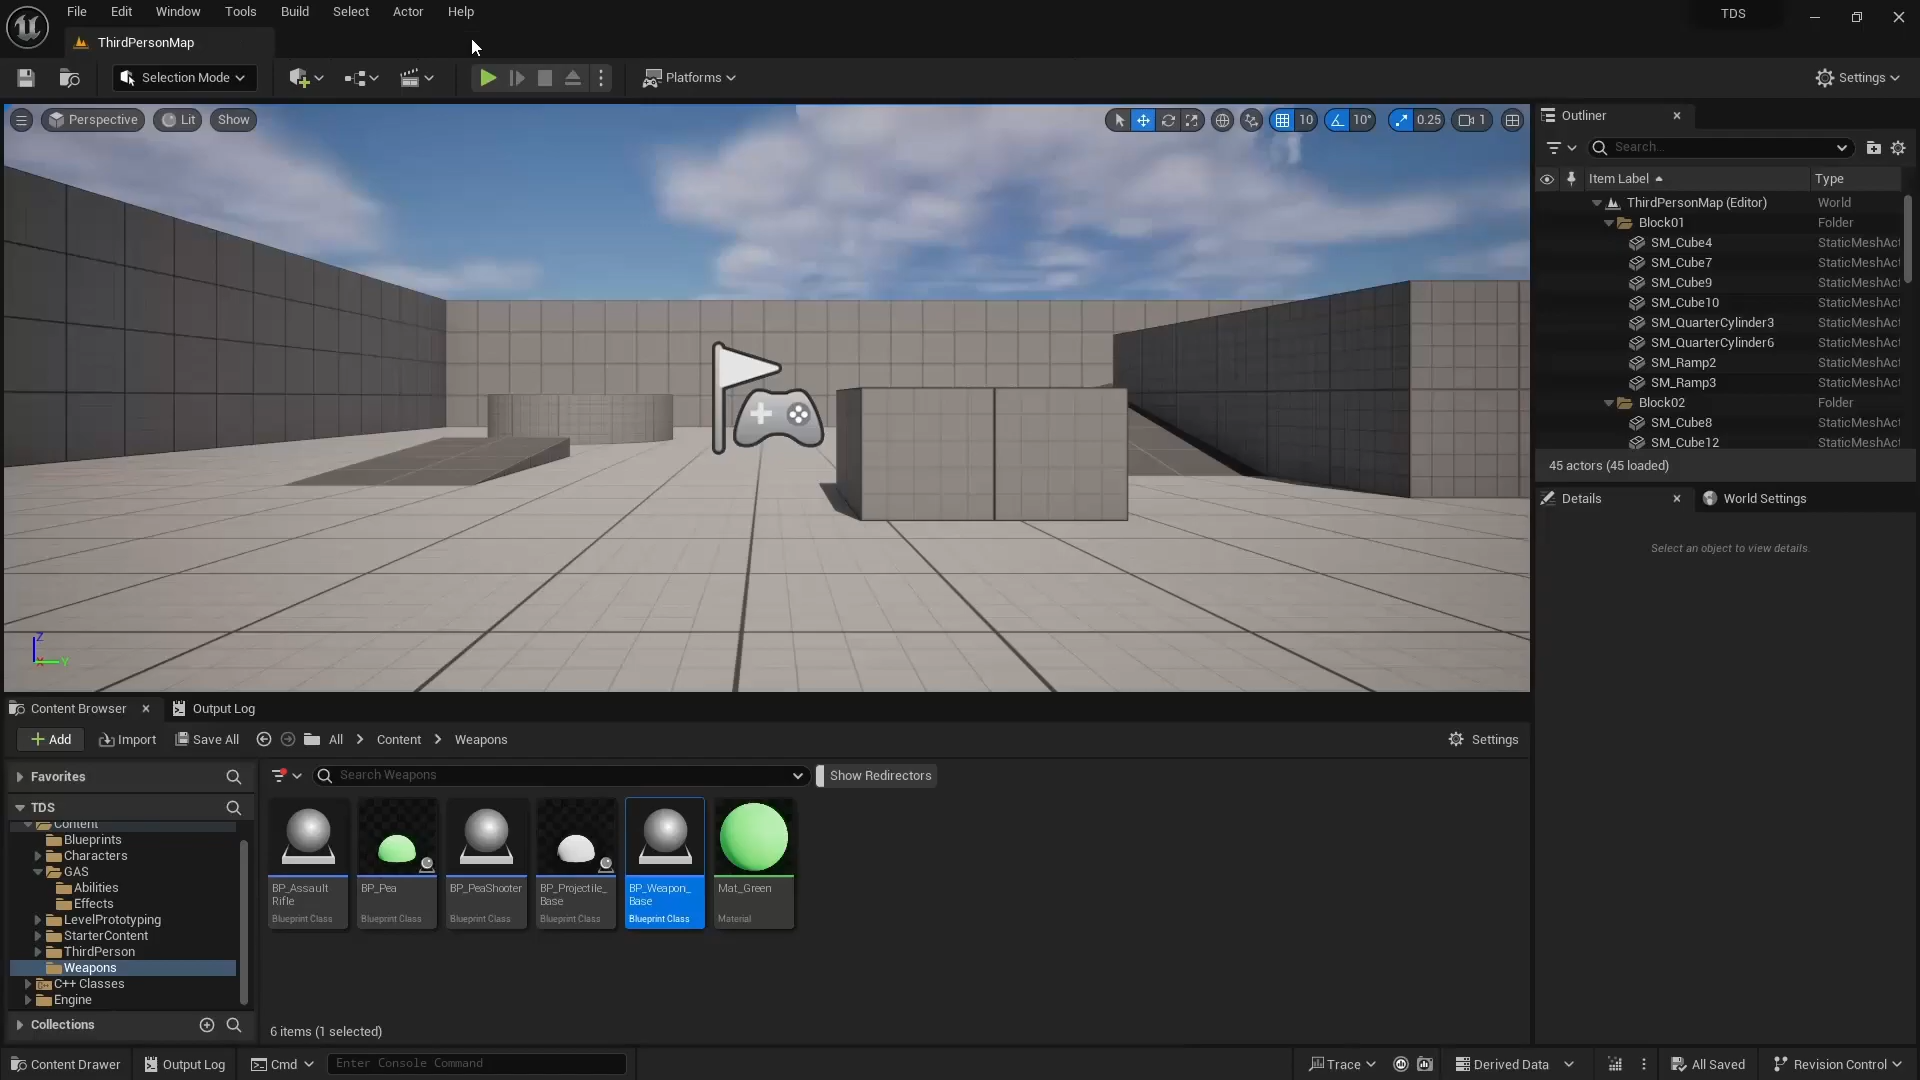 File Edit Window Tools Build Select Actor Help
TDS
ThirdPersonMap
Selection Mode
Platforms
Settings
Perspective
Lit
Show
10
10°
0.25
1
Outliner
Search...
Item Label Type
ThirdPersonMap (Editor) World
Block01 Folder
SM_Cube4 StaticMeshAct
SM_Cube7 StaticMeshAct
SM_Cube9 StaticMeshAct
SM_Cube10 StaticMeshAct
SM_QuarterCylinder3 StaticMeshAct
SM_QuarterCylinder6 StaticMeshAct
SM_Ramp2 StaticMeshAct
SM_Ramp3 StaticMeshAct
Block02 Folder
SM_Cube8 StaticMeshAct
SM_Cube12 StaticMeshAct
45 actors (45 loaded)
Details
World Settings
Select an object to view details.
Z
X
Y
Content Browser
Output Log
Add
Import
Save All
All
Content
Weapons
Settings
Favorites
TDS
Content
Blueprints
Characters
GAS
Abilities
Effects
LevelPrototyping
StarterContent
ThirdPerson
Weapons
C++ Classes
Engine
Collections
Search Weapons
Show Redirectors
BP_Assault
Rifle
Blueprint Class
BP_Pea
Blueprint Class
BP_PeaShooter
Blueprint Class
BP_Projectile_
Base
Blueprint Class
BP_Weapon_
Base
Blueprint Class
Mat_Green
Material
6 items (1 selected)
Content Drawer
Output Log
Cmd
Enter Console Command
Trace
Derived Data
All Saved
Revision Control